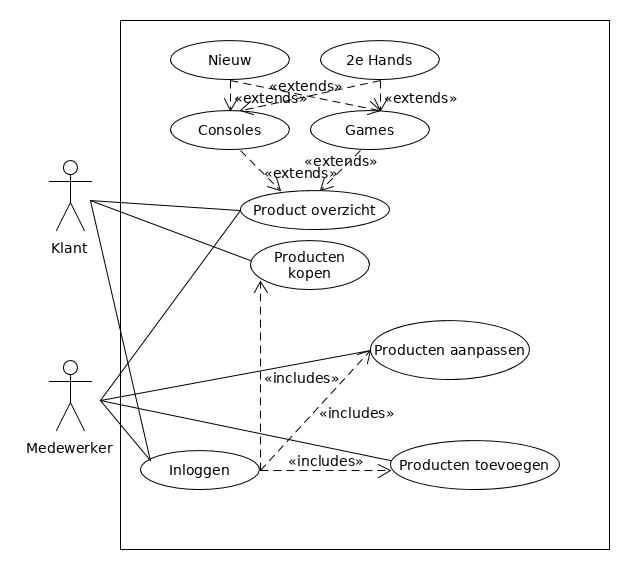 Nieuw
2e Hands
«extends»
«extends»
«extends»
Consoles
Games
«extends»
«extends»
Product overzicht
Klant
Producten
kopen
Producten aanpassen
«includes»
«includes»
Medewerker
«includes»
Inloggen
Producten toevoegen